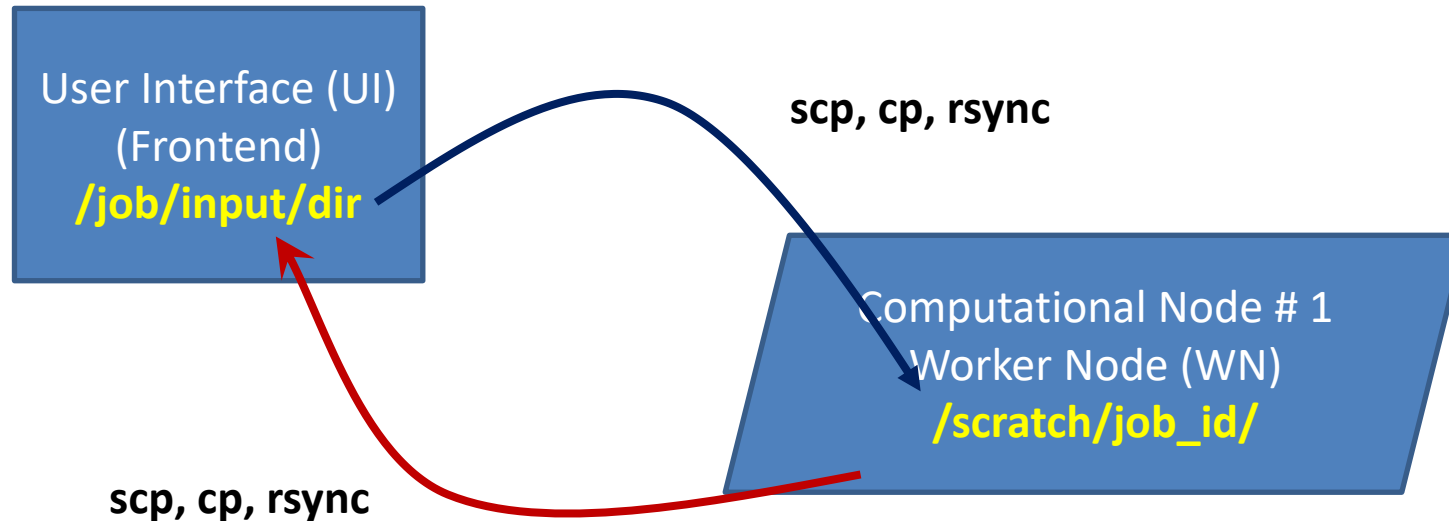 User Interface (UI)
(Frontend)
/job/input/dir
scp, cp, rsync
Computational Node # 1
Worker Node (WN)
/scratch/job_id/
scp, cp, rsync